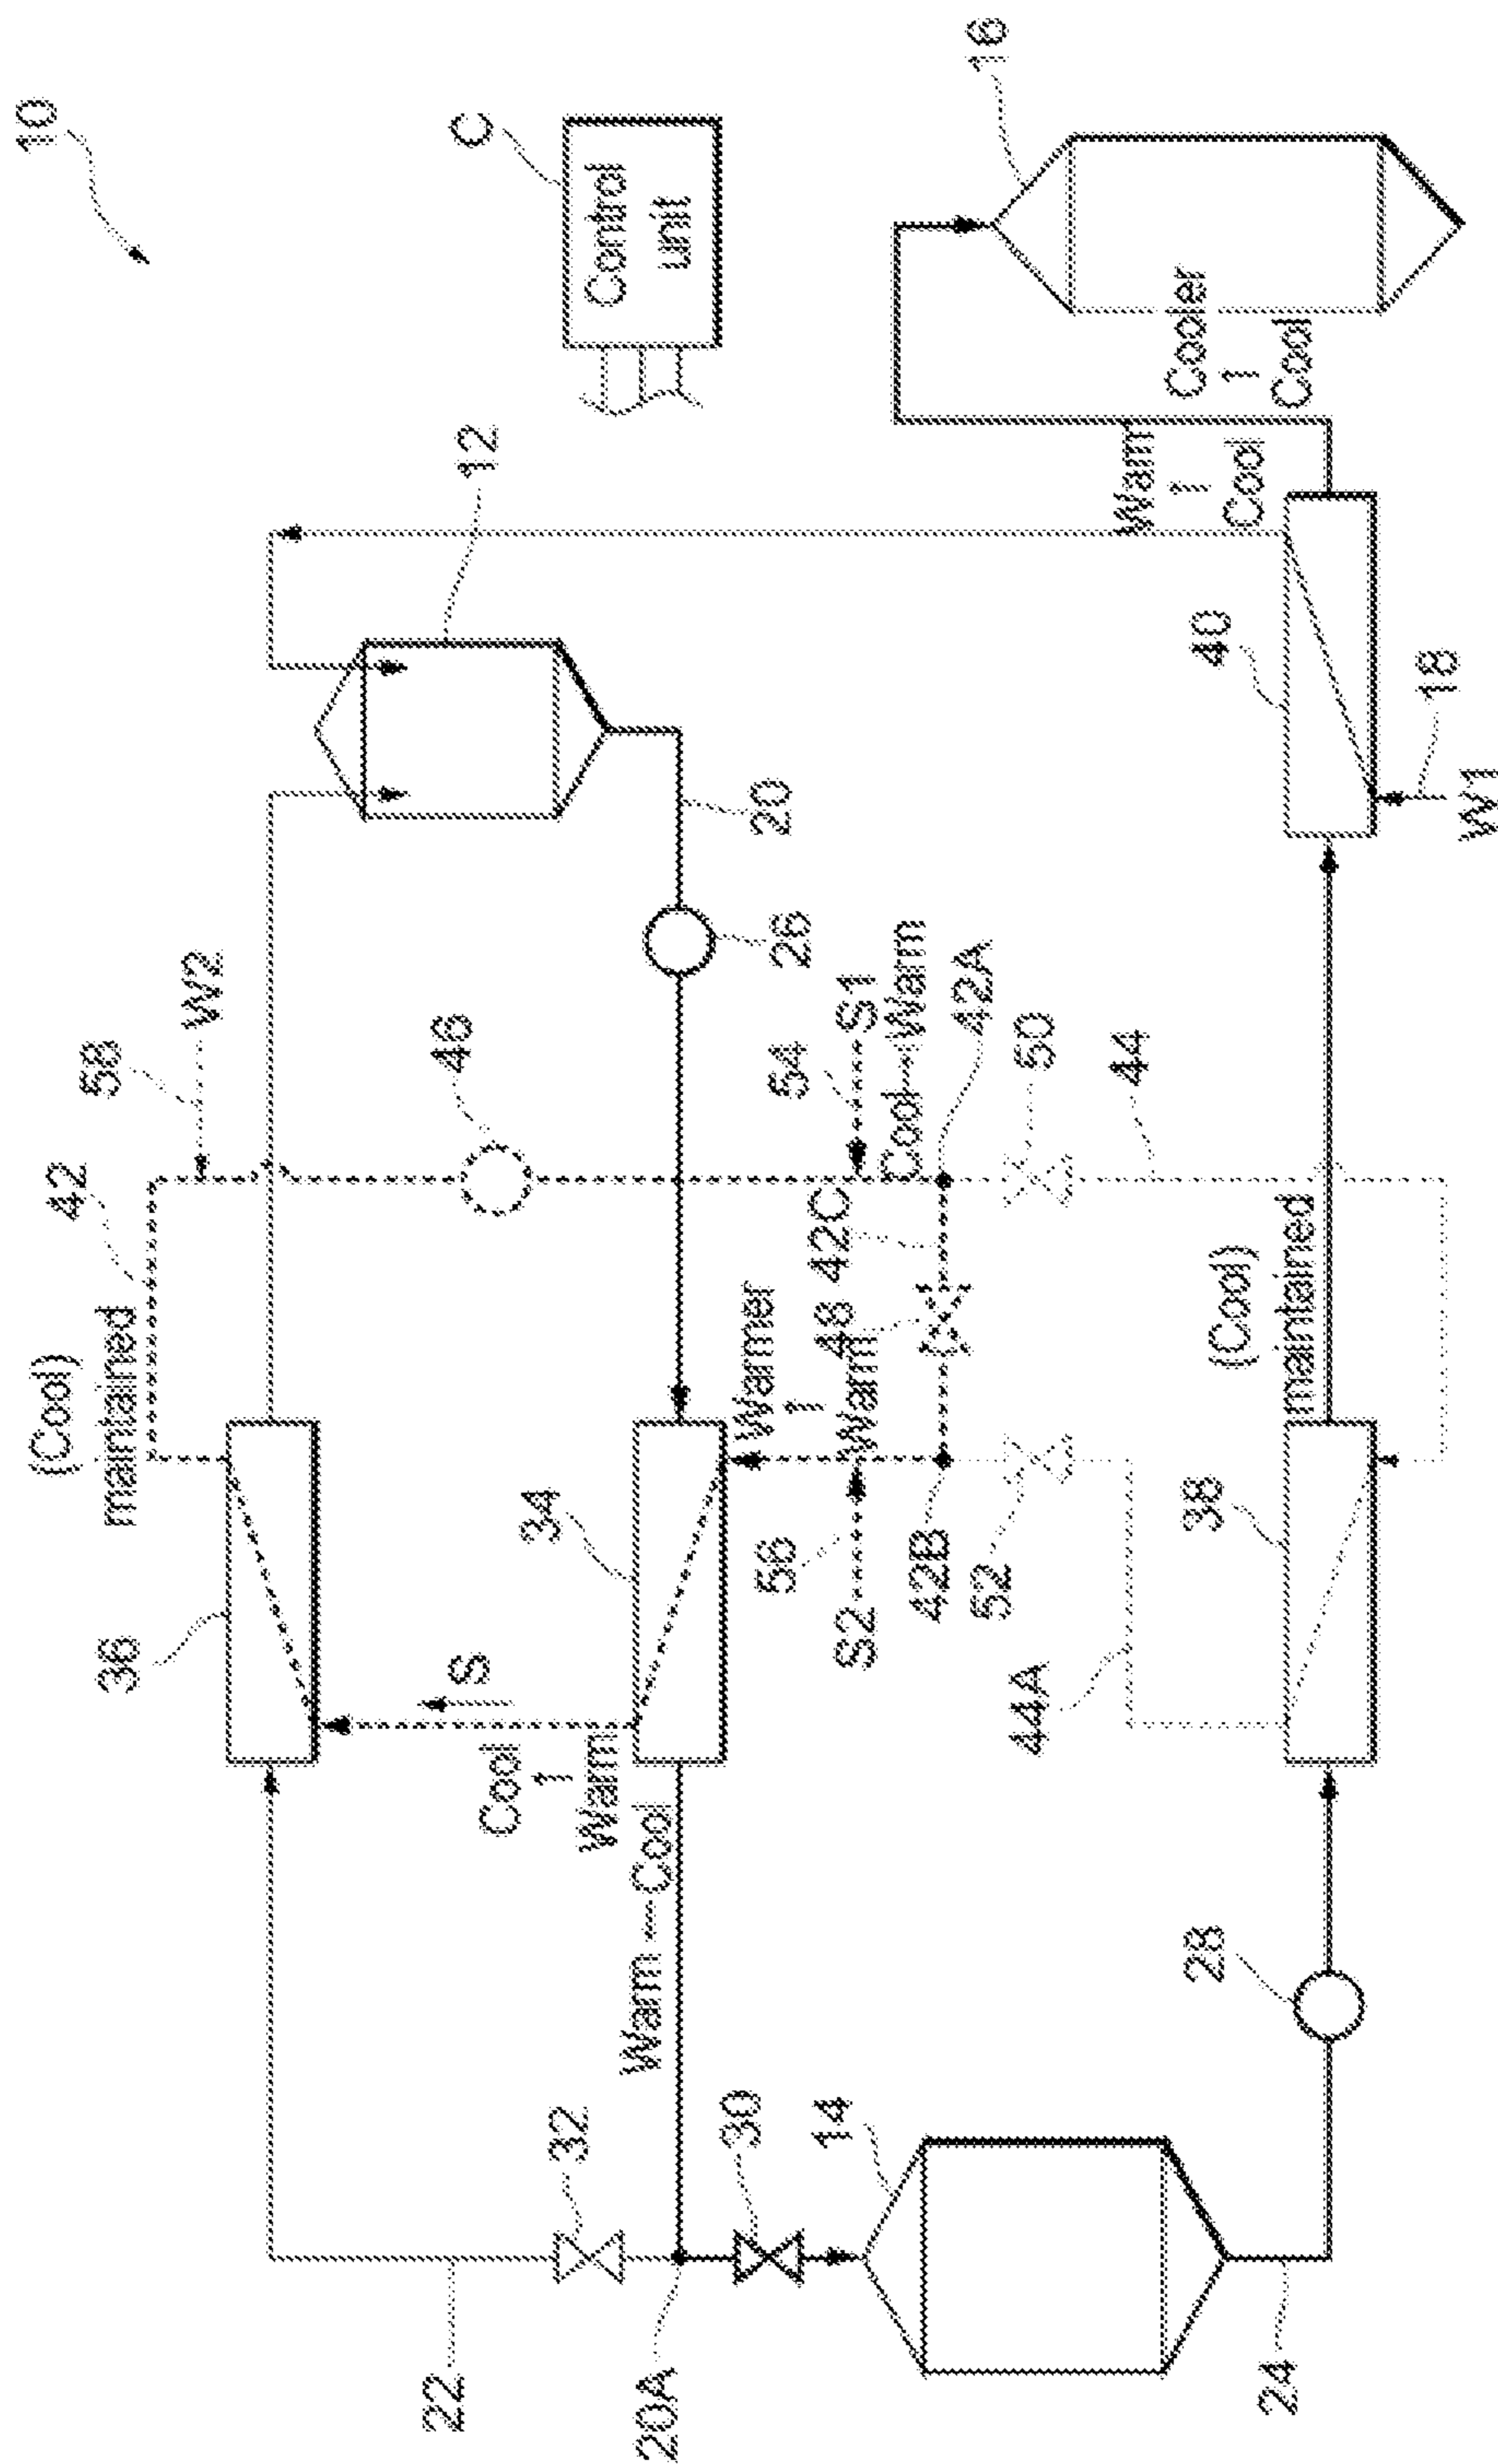 10
C
Control
unit
16
12
Cooler
↑
Cool
Warm
↑
Cool
40
18
W1
20
26
58
W2
46
42
(Cool)
maintained
54
S1
Cool→Warm
42A
50
44
42C
48
Warmer
↑
Warm
56
S2
42B
52
(Cool)
maintained
38
44A
36
34
S
Cool
↑
Warm
Warm←Cool
28
32
30
14
22
20A
24